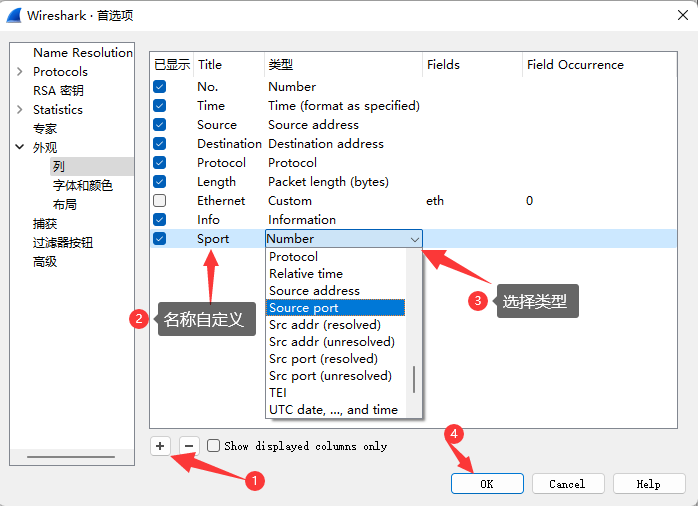 Wireshark · 首选项
Name Resolution
Protocols
RSA 密钥
Statistics
专家
外观
列
字体和颜色
布局
捕获
过滤器按钮
高级
已显示 Title 类型 Fields Field Occurrence
No. Number
Time Time (format as specified)
Source Source address
Destination Destination address
Protocol Protocol
Length Packet length (bytes)
Ethernet Custom eth 0
Info Information
Sport Number
Protocol
Relative time
Source address
Source port
Src addr (resolved)
Src addr (unresolved)
Src port (resolved)
Src port (unresolved)
TEI
UTC date, ..., and time
2 名称自定义
3 选择类型
+ − Show displayed columns only
1
4
OK Cancel Help